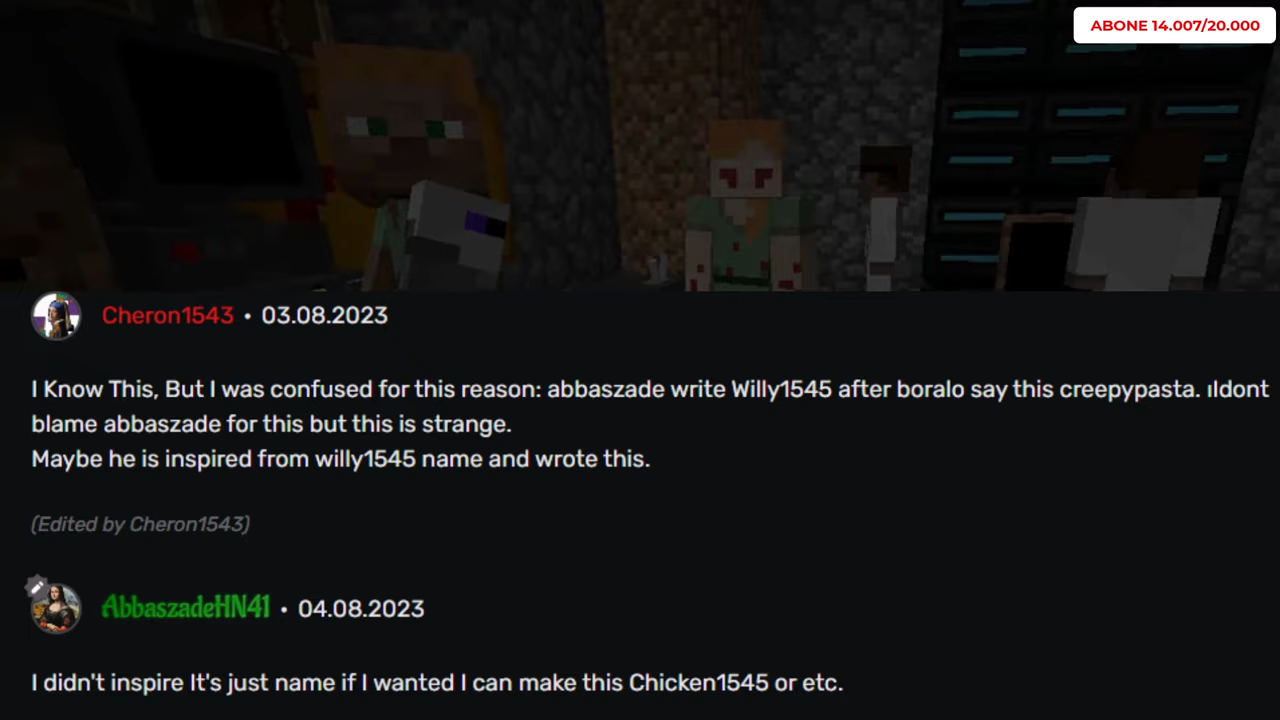 ABONE 14.007/20.000
Cheron1543 • 03.08.2023
I Know This, But I was confused for this reason: abbaszade write Willy1545 after boralo say this creepypasta. ıldont
blame abbaszade for this but this is strange.
Maybe he is inspired from willy1545 name and wrote this.
(Edited by Cheron1543)
AbbaszadeHN41 • 04.08.2023
I didn't inspire It's just name if I wanted I can make this Chicken1545 or etc.